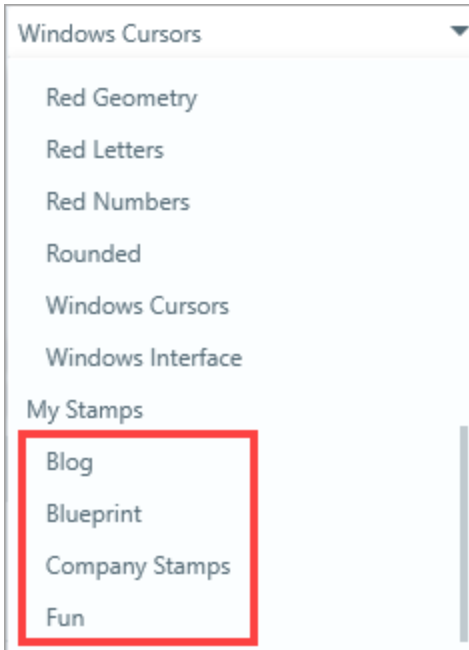 Windows Cursors
Red Geometry
Red Letters
Red Numbers
Rounded
Windows Cursors
Windows Interface
My Stamps
Blog
Blueprint
Company Stamps
Fun